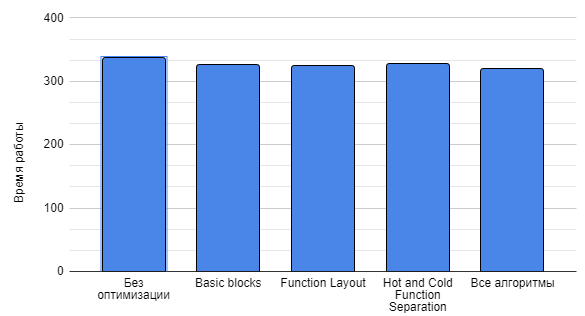 400
300
200
100
0
Время работы
Без
оптимизации
Basic blocks
Function Layout
Hot and Cold
Function
Separation
Все алгоритмы